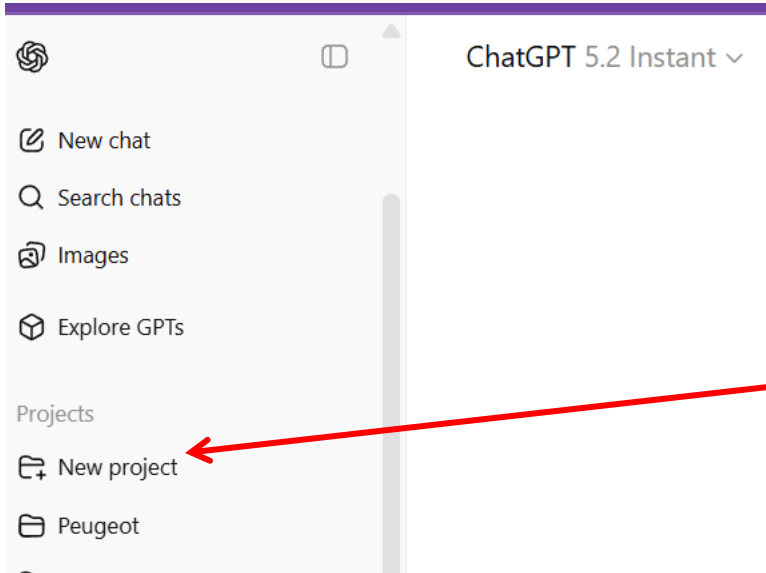 ChatGPT 5.2 Instant
New chat
Search chats
Images
Explore GPTs
Projects
New project
Peugeot